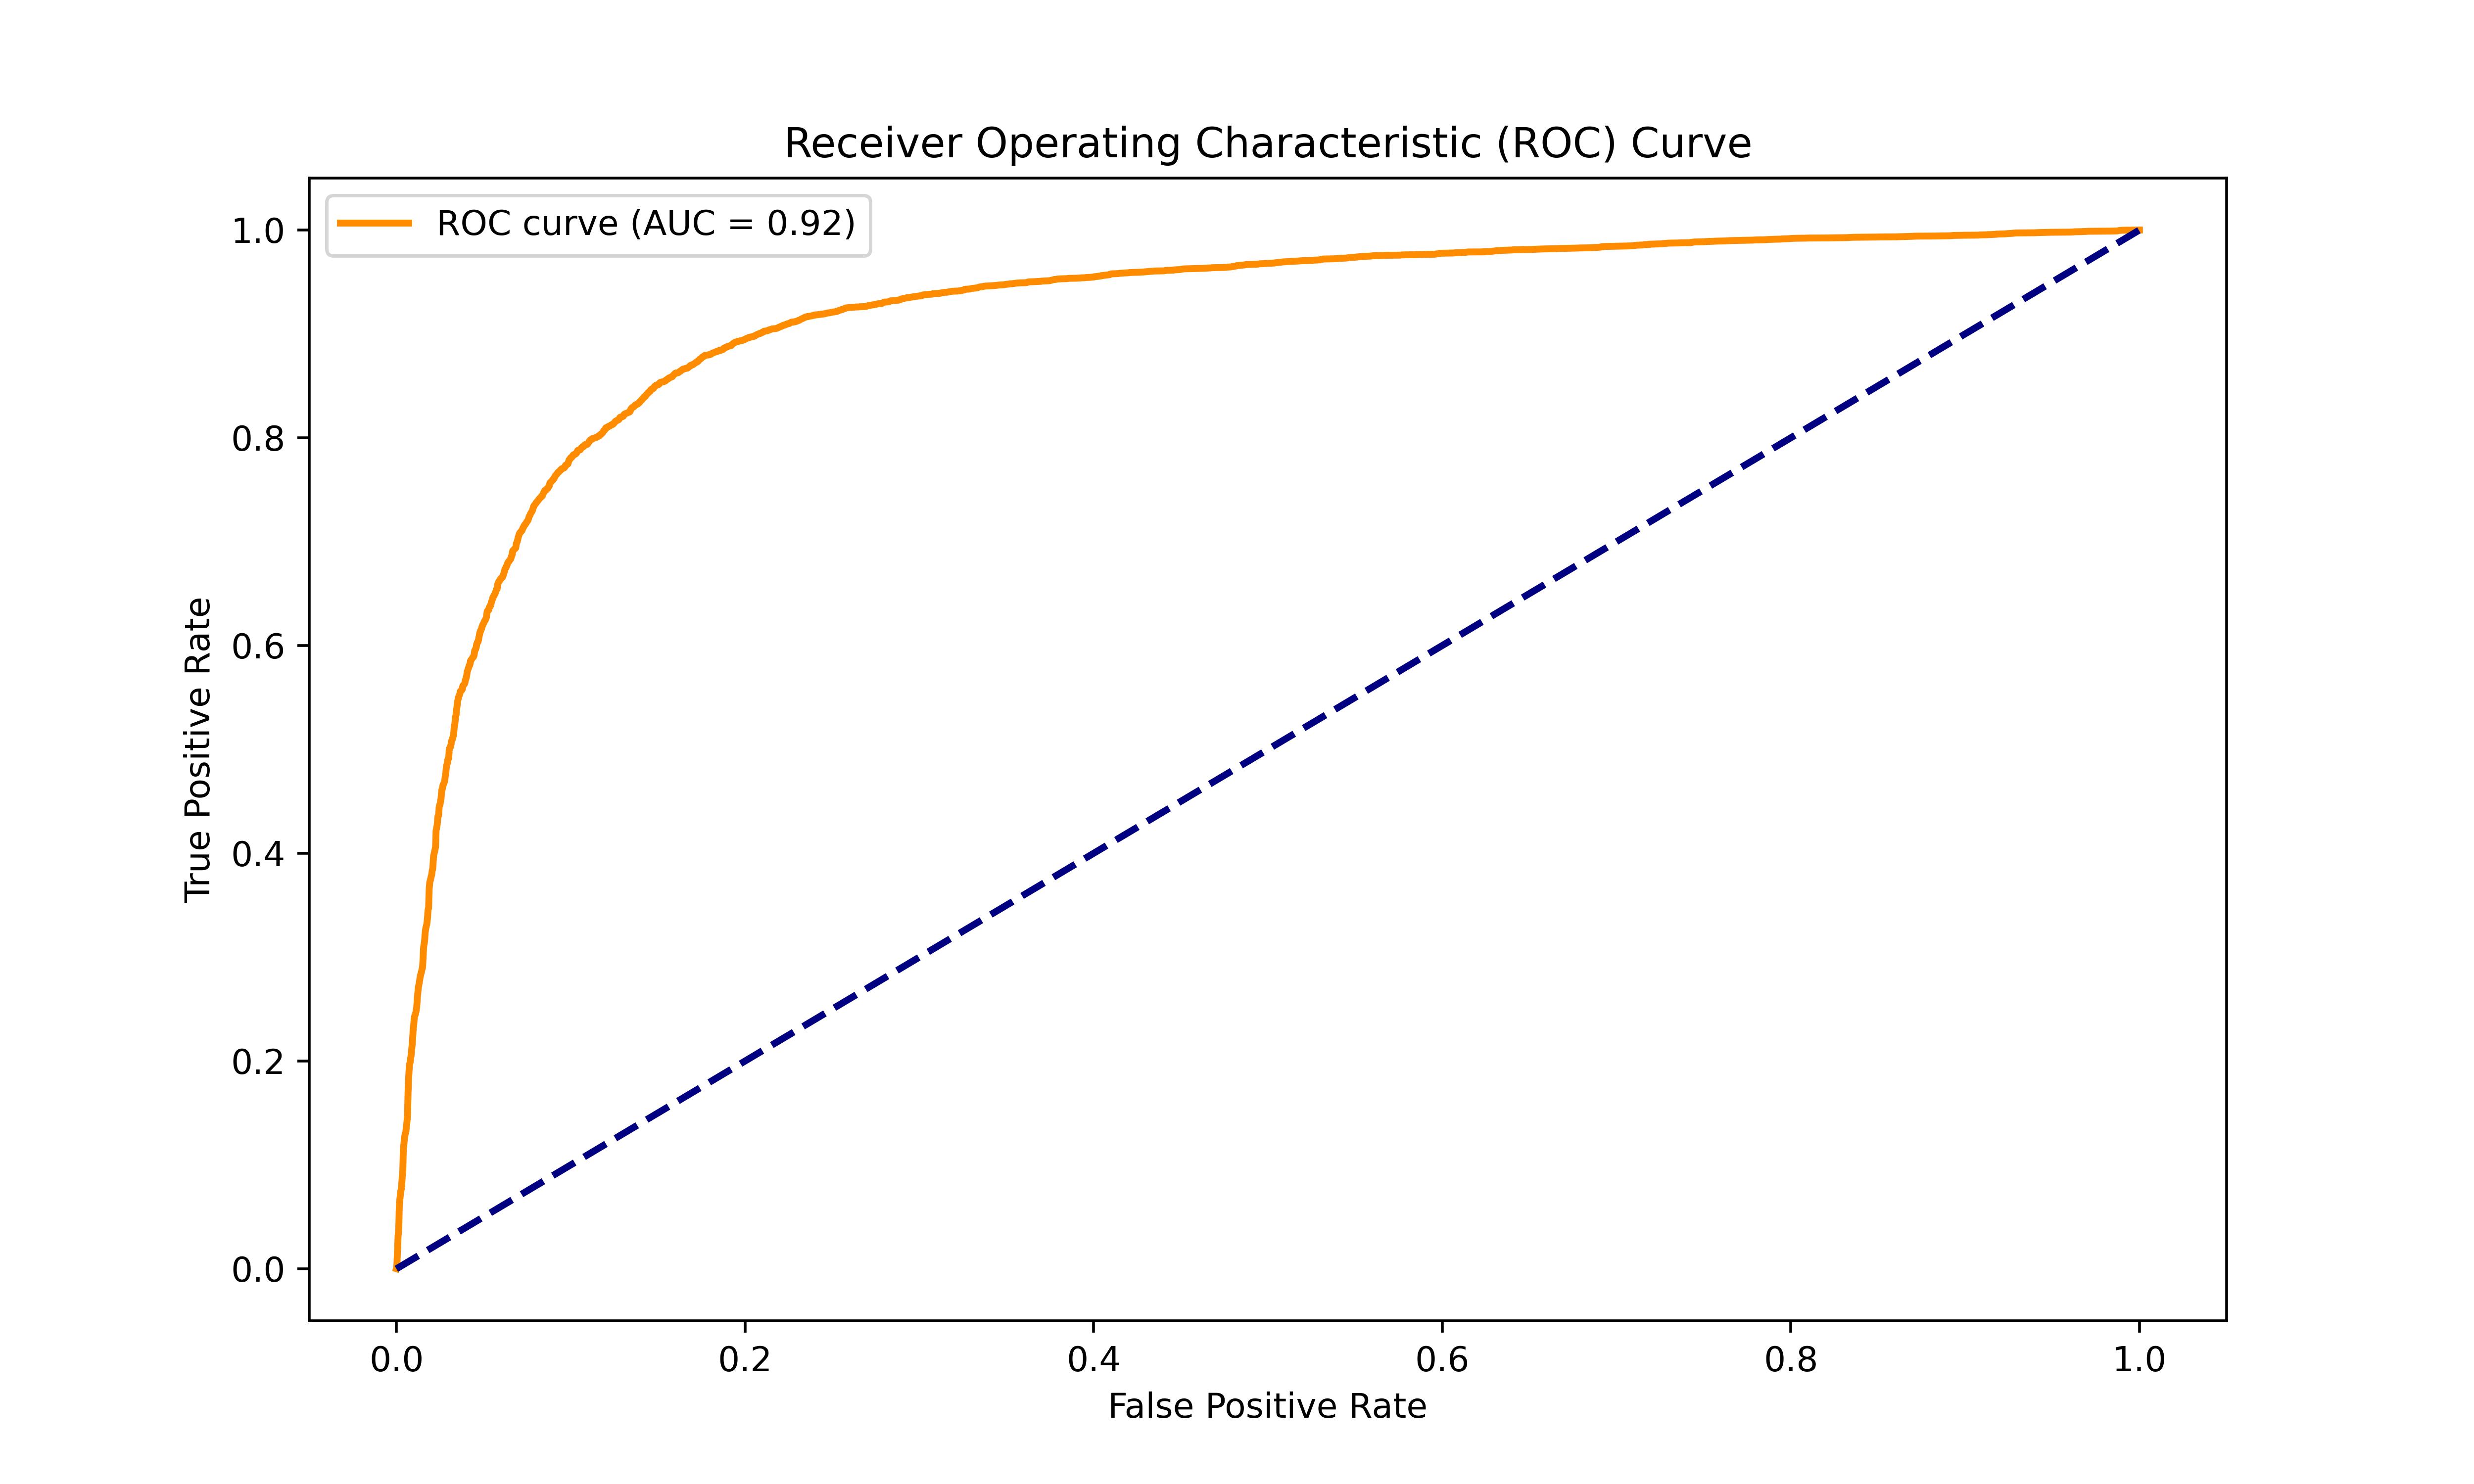 Receiver Operating Characteristic (ROC) Curve
ROC curve (AUC = 0.92)
1.0
0.8
0.6
0.4
0.2
0.0
True Positive Rate
0.0 0.2 0.4 0.6 0.8 1.0
False Positive Rate